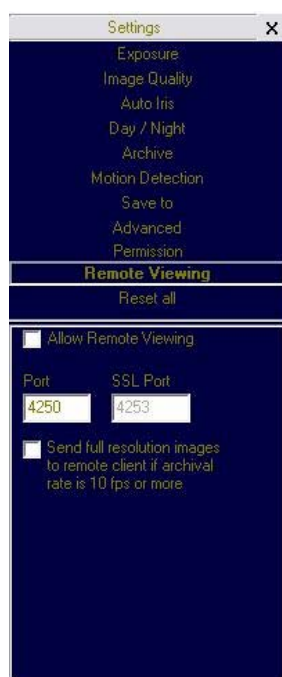 Settings X
Exposure
Image Quality
Auto Iris
Day / Night
Archive
Motion Detection
Save to
Advanced
Permission
Remote Viewing
Reset all
Allow Remote Viewing
Port SSL Port
4250 4253
Send full resolution images
to remote client if archival
rate is 10 fps or more